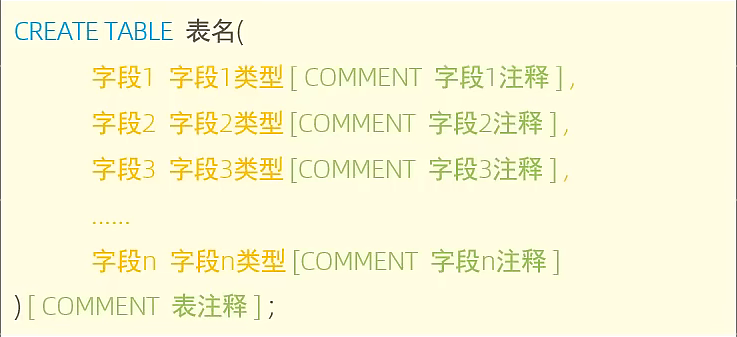 CREATE TABLE 表名(
字段1 字段1类型 [ COMMENT 字段1注释 ] ,
字段2 字段2类型 [COMMENT 字段2注释 ] ,
字段3 字段3类型 [COMMENT 字段3注释 ] ,
......
字段n 字段n类型 [COMMENT 字段n注释 ]
) [ COMMENT 表注释 ] ;